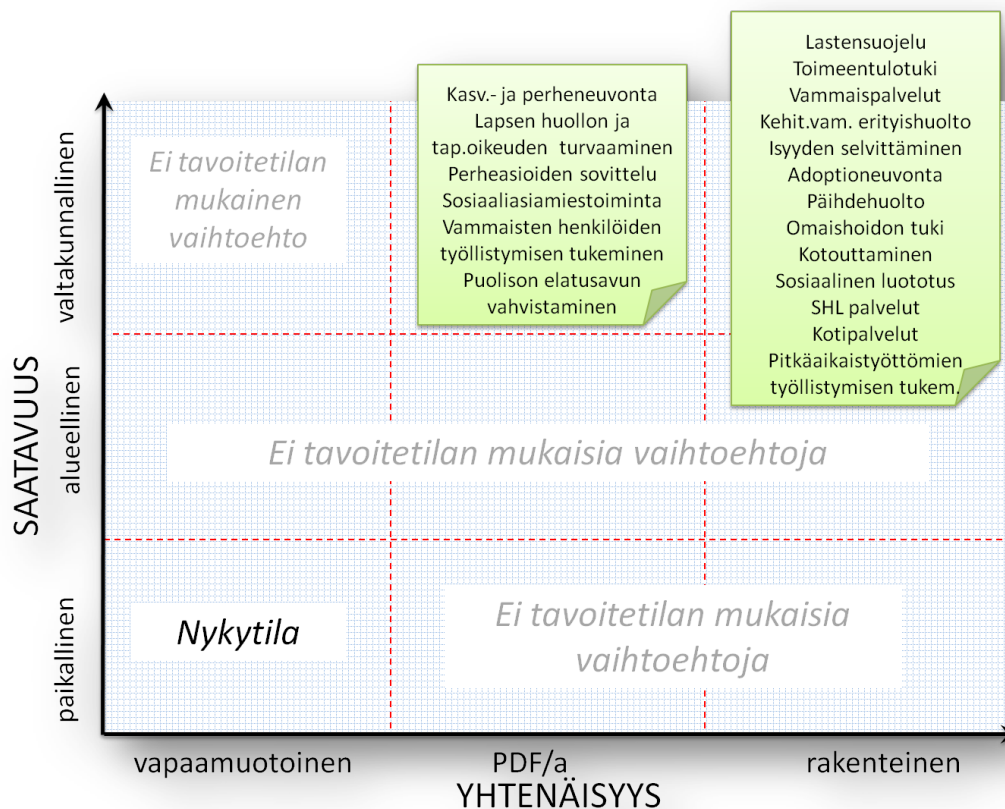 Lastensuojelu
Toimeentulotuki
Vammaispalvelut
Kehit.vam. erityishuolto
Isyyden selvittäminen
Adoptioneuvonta
Päihdehuolto
Omaishoidon tuki
Kotouttaminen
Sosiaalinen luototus
SHL palvelut
Kotipalvelut
Pitkäaikaistyöttömien
työllistymisen tukem.
Kasv.- ja perheneuvonta
Lapsen huollon ja
tap.oikeuden turvaaminen
Perheasioiden sovittelu
Sosiaaliasiamiestoiminta
Vammaisten henkilöiden
työllistymisen tukeminen
Puolison elatusavun
vahvistaminen
Ei tavoitetilan
mukainen
vaihtoehto
valtakunnallinen
SAATAVUUS
alueellinen
Ei tavoitetilan mukaisia vaihtoehtoja
paikallinen
Nykytila
Ei tavoitetilan mukaisia
vaihtoehtoja
vapaamuotoinen
PDF/a
rakenteinen
YHTENÄISYYS